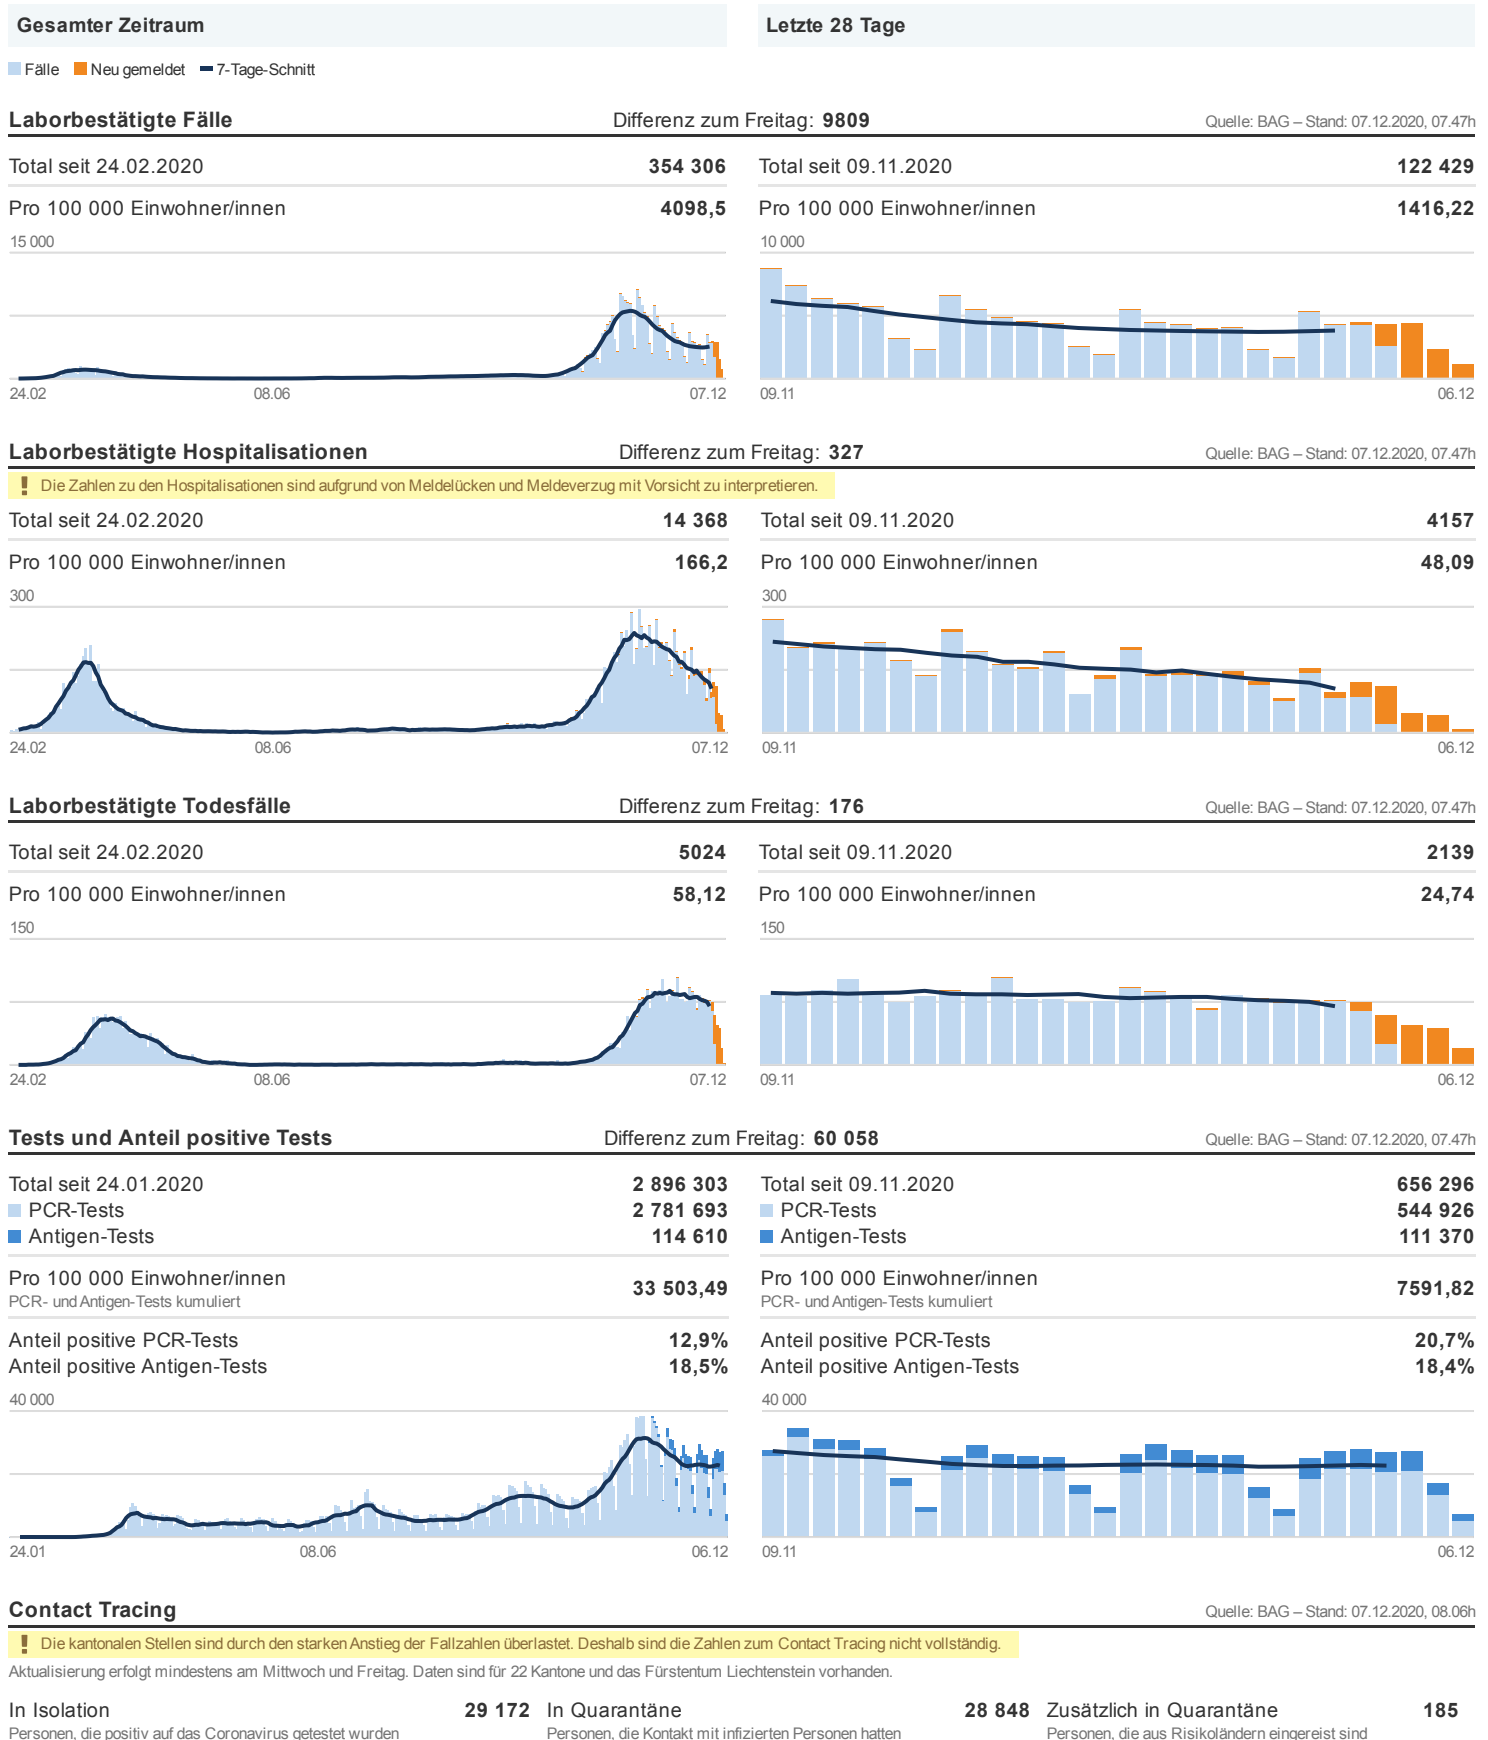 Gesamter Zeitraum
Letzte 28 Tage
Fälle Neu gemeldet 7-Tage-Schnitt
Laborbestätigte Fälle Differenz zum Freitag: 9809 Quelle: BAG – Stand: 07.12.2020, 07.47h
Total seit 24.02.2020 354 306
Pro 100 000 Einwohner/innen 4098,5
15 000
24.02 08.06 07.12
Total seit 09.11.2020 122 429
Pro 100 000 Einwohner/innen 1416,22
10 000
09.11 06.12
Laborbestätigte Hospitalisationen Differenz zum Freitag: 327 Quelle: BAG – Stand: 07.12.2020, 07.47h
! Die Zahlen zu den Hospitalisationen sind aufgrund von Meldelücken und Meldeverzug mit Vorsicht zu interpretieren.
Total seit 24.02.2020 14 368
Pro 100 000 Einwohner/innen 166,2
300
24.02 08.06 07.12
Total seit 09.11.2020 4157
Pro 100 000 Einwohner/innen 48,09
300
09.11 06.12
Laborbestätigte Todesfälle Differenz zum Freitag: 176 Quelle: BAG – Stand: 07.12.2020, 07.47h
Total seit 24.02.2020 5024
Pro 100 000 Einwohner/innen 58,12
150
24.02 08.06 07.12
Total seit 09.11.2020 2139
Pro 100 000 Einwohner/innen 24,74
150
09.11 06.12
Tests und Anteil positive Tests Differenz zum Freitag: 60 058 Quelle: BAG – Stand: 07.12.2020, 07.47h
Total seit 24.01.2020 2 896 303
PCR-Tests 2 781 693
Antigen-Tests 114 610
Pro 100 000 Einwohner/innen 33 503,49
PCR- und Antigen-Tests kumuliert
Anteil positive PCR-Tests 12,9%
Anteil positive Antigen-Tests 18,5%
40 000
24.01 08.06 06.12
Total seit 09.11.2020 656 296
PCR-Tests 544 926
Antigen-Tests 111 370
Pro 100 000 Einwohner/innen 7591,82
PCR- und Antigen-Tests kumuliert
Anteil positive PCR-Tests 20,7%
Anteil positive Antigen-Tests 18,4%
40 000
09.11 06.12
Contact Tracing Quelle: BAG – Stand: 07.12.2020, 08.06h
! Die kantonalen Stellen sind durch den starken Anstieg der Fallzahlen überlastet. Deshalb sind die Zahlen zum Contact Tracing nicht vollständig.
Aktualisierung erfolgt mindestens am Mittwoch und Freitag. Daten sind für 22 Kantone und das Fürstentum Liechtenstein vorhanden.
In Isolation 29 172
Personen, die positiv auf das Coronavirus getestet wurden
In Quarantäne 28 848
Personen, die Kontakt mit infizierten Personen hatten
Zusätzlich in Quarantäne 185
Personen, die aus Risikoländern eingereist sind